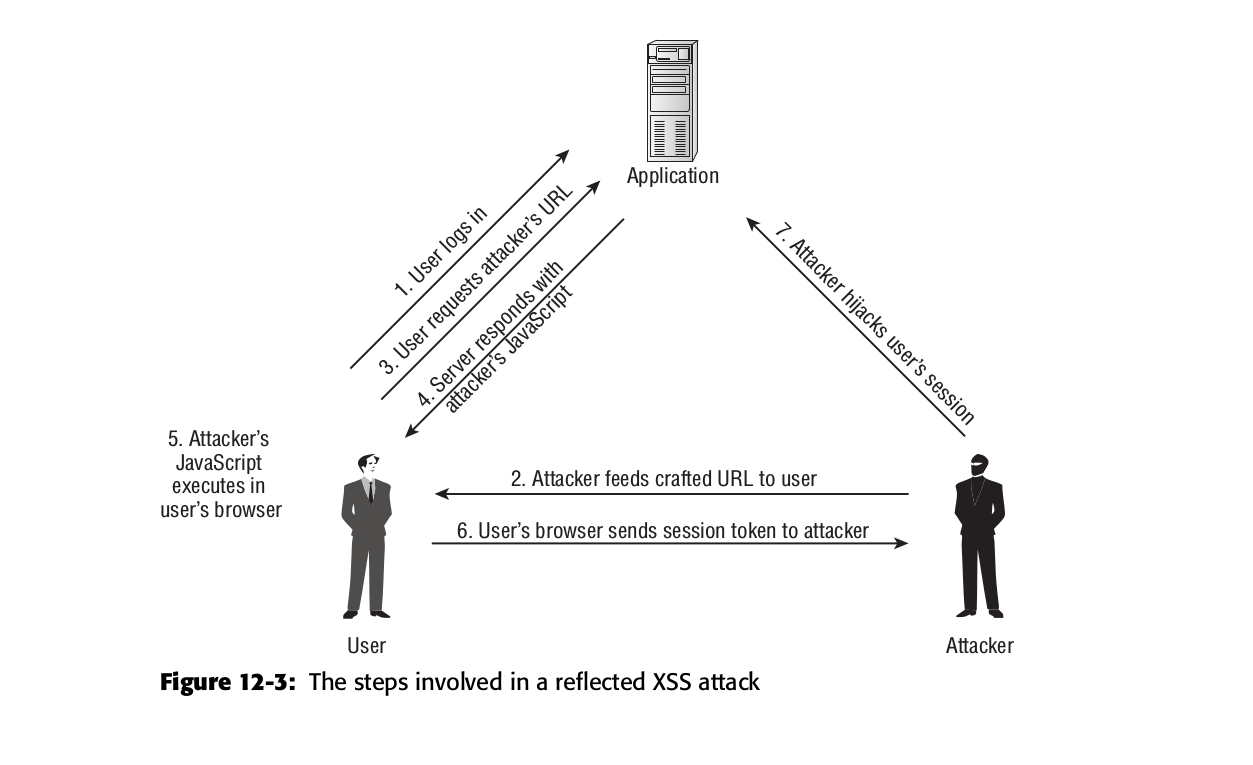 Application
1. User logs in
3. User requests attacker's URL
4. Server responds with
attacker's JavaScript
7. Attacker hijacks user's session
5. Attacker's
JavaScript
executes in
user's browser
2. Attacker feeds crafted URL to user
6. User's browser sends session token to attacker
User
Attacker
Figure 12-3: The steps involved in a reflected XSS attack